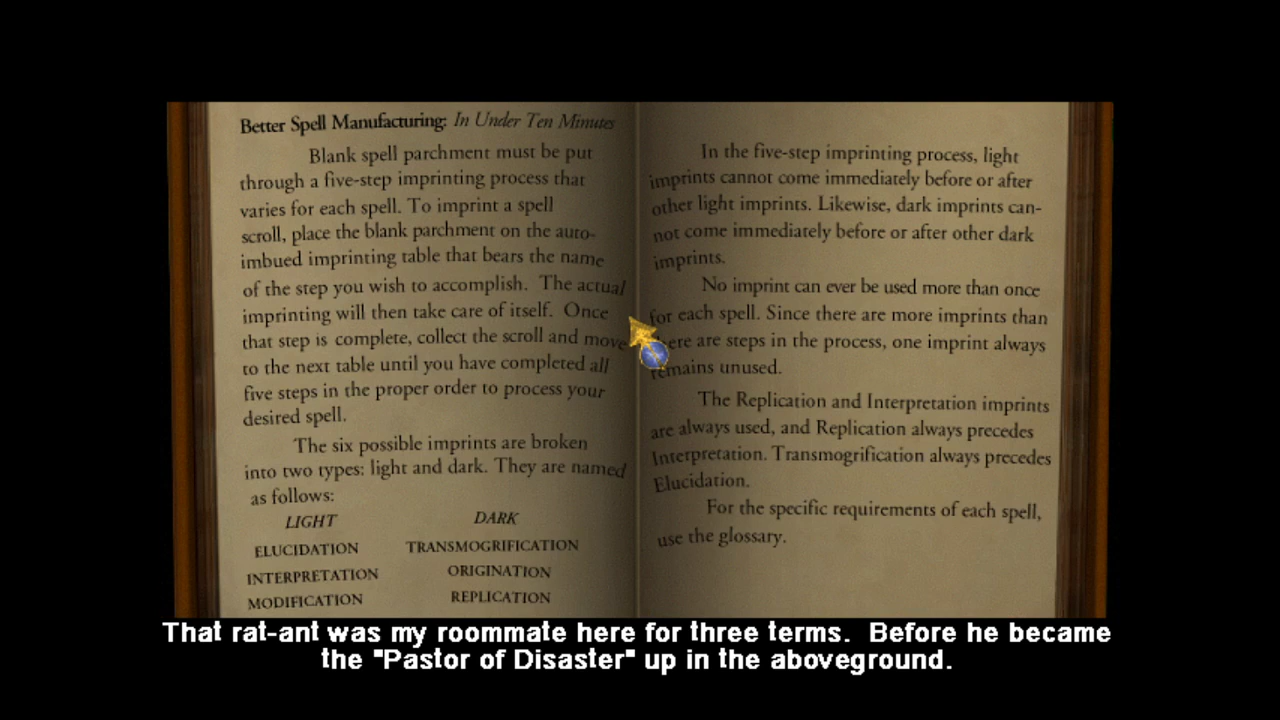 Better Spell Manufacturing: In Under Ten Minutes
Blank spell parchment must be put
through a five-step imprinting process that
varies for each spell. To imprint a spell
scroll, place the blank parchment on the auto-
imbued imprinting table that bears the name
of the step you wish to accomplish. The actual
imprinting will then take care of itself. Once
that step is complete, collect the scroll and move
to the next table until you have completed all
five steps in the proper order to process your
desired spell.
The six possible imprints are broken
into two types: light and dark. They are named
as follows:
LIGHT DARK
ELUCIDATION TRANSMOGRIFICATION
INTERPRETATION ORIGINATION
MODIFICATION REPLICATION
In the five-step imprinting process, light
imprints cannot come immediately before or after
other light imprints. Likewise, dark imprints can-
not come immediately before or after other dark
imprints.
No imprint can ever be used more than once
for each spell. Since there are more imprints than
there are steps in the process, one imprint always
remains unused.
The Replication and Interpretation imprints
are always used, and Replication always precedes
Interpretation. Transmogrification always precedes
Elucidation.
For the specific requirements of each spell,
use the glossary.
That rat-ant was my roommate here for three terms. Before he became
the "Pastor of Disaster" up in the aboveground.